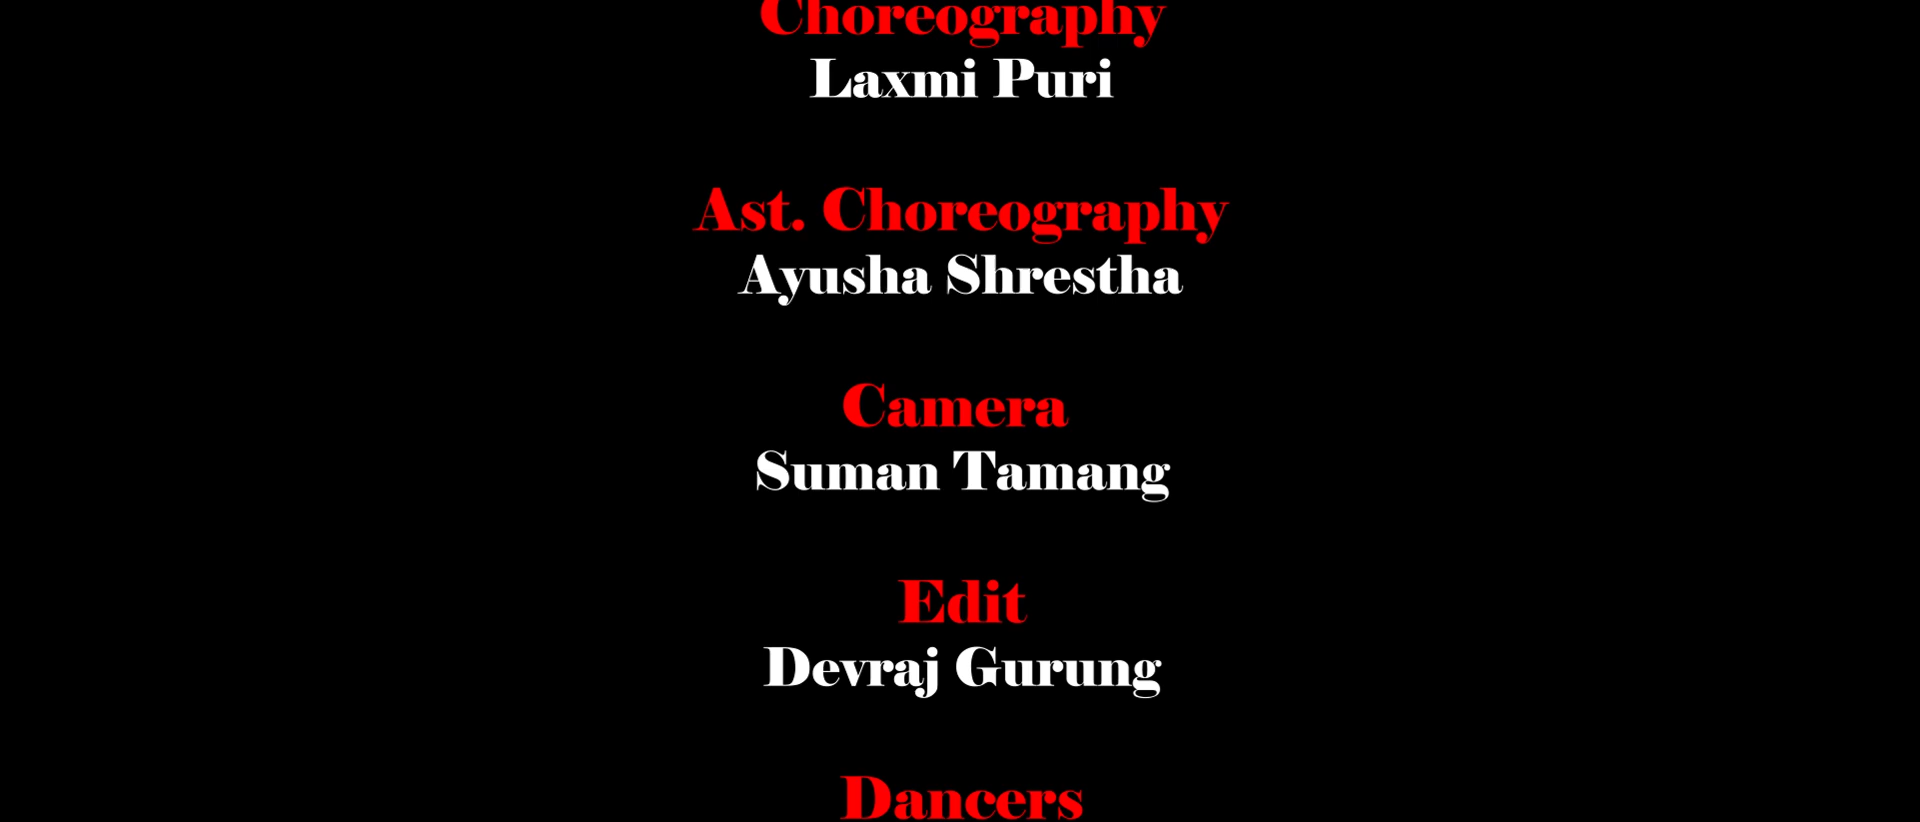 Choreography
Laxmi Puri
Ast. Choreography
Ayusha Shrestha
Camera
Suman Tamang
Edit
Devraj Gurung
Dancers